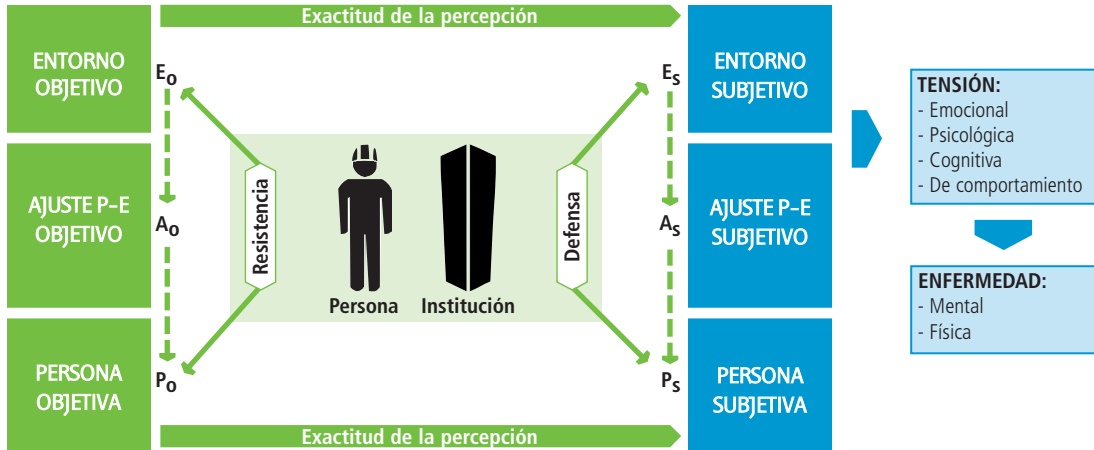 Exactitud de la percepción
ENTORNO
OBJETIVO
Eo
AJUSTE P-E
OBJETIVO
Ao
PERSONA
OBJETIVA
Po
Resistencia
Persona
Institución
Defensa
Es
ENTORNO
SUBJETIVO
As
AJUSTE P-E
SUBJETIVO
Ps
PERSONA
SUBJETIVA
Exactitud de la percepción
TENSIÓN:
- Emocional
- Psicológica
- Cognitiva
- De comportamiento
ENFERMEDAD:
- Mental
- Física